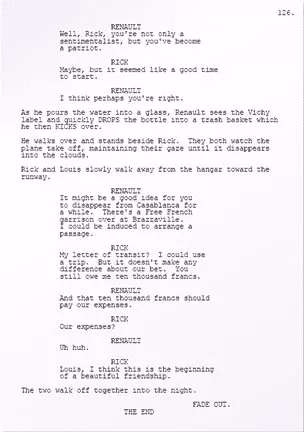 126.
RENAULT
Well, Rick, you're not only a
sentimentalist, but you've become
a patriot.
RICK
Maybe, but it seemed like a good time
to start.
RENAULT
I think perhaps you're right.
As he pours the water into a glass, Renault sees the Vichy
label and quickly DROPS the bottle into a trash basket which
he then KICKS over.
He walks over and stands beside Rick. They both watch the
plane take off, maintaining their gaze until it disappears
into the clouds.
Rick and Louis slowly walk away from the hangar toward the
runway.
RENAULT
It might be a good idea for you
to disappear from Casablanca for
a while. There's a Free French
garrison over at Brazzaville.
I could be induced to arrange a
passage.
RICK
My letter of transit? I could use
a trip. But it doesn't make any
difference about our bet. You
still owe me ten thousand francs.
RENAULT
And that ten thousand francs should
pay our expenses.
RICK
Our expenses?
RENAULT
Uh huh.
RICK
Louis, I think this is the beginning
of a beautiful friendship.
The two walk off together into the night.
FADE OUT.
THE END